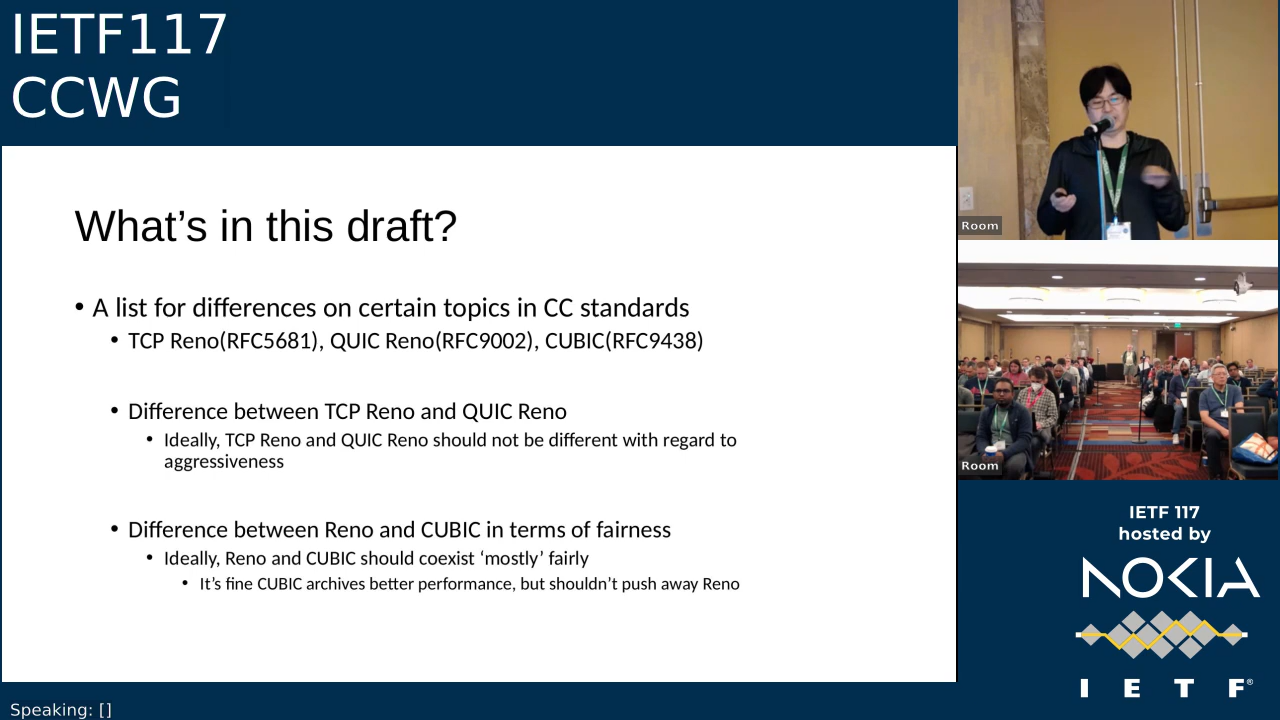 IETF117
CCWG
What’s in this draft?
• A list for differences on certain topics in CC standards
• TCP Reno(RFC5681), QUIC Reno(RFC9002), CUBIC(RFC9438)
• Difference between TCP Reno and QUIC Reno
• Ideally, TCP Reno and QUIC Reno should not be different with regard to
aggressiveness
• Difference between Reno and CUBIC in terms of fairness
• Ideally, Reno and CUBIC should coexist ‘mostly’ fairly
• It’s fine CUBIC archives better performance, but shouldn’t push away Reno
Room
Room
IETF 117
hosted by
NOKIA
I E T F®
Speaking: []